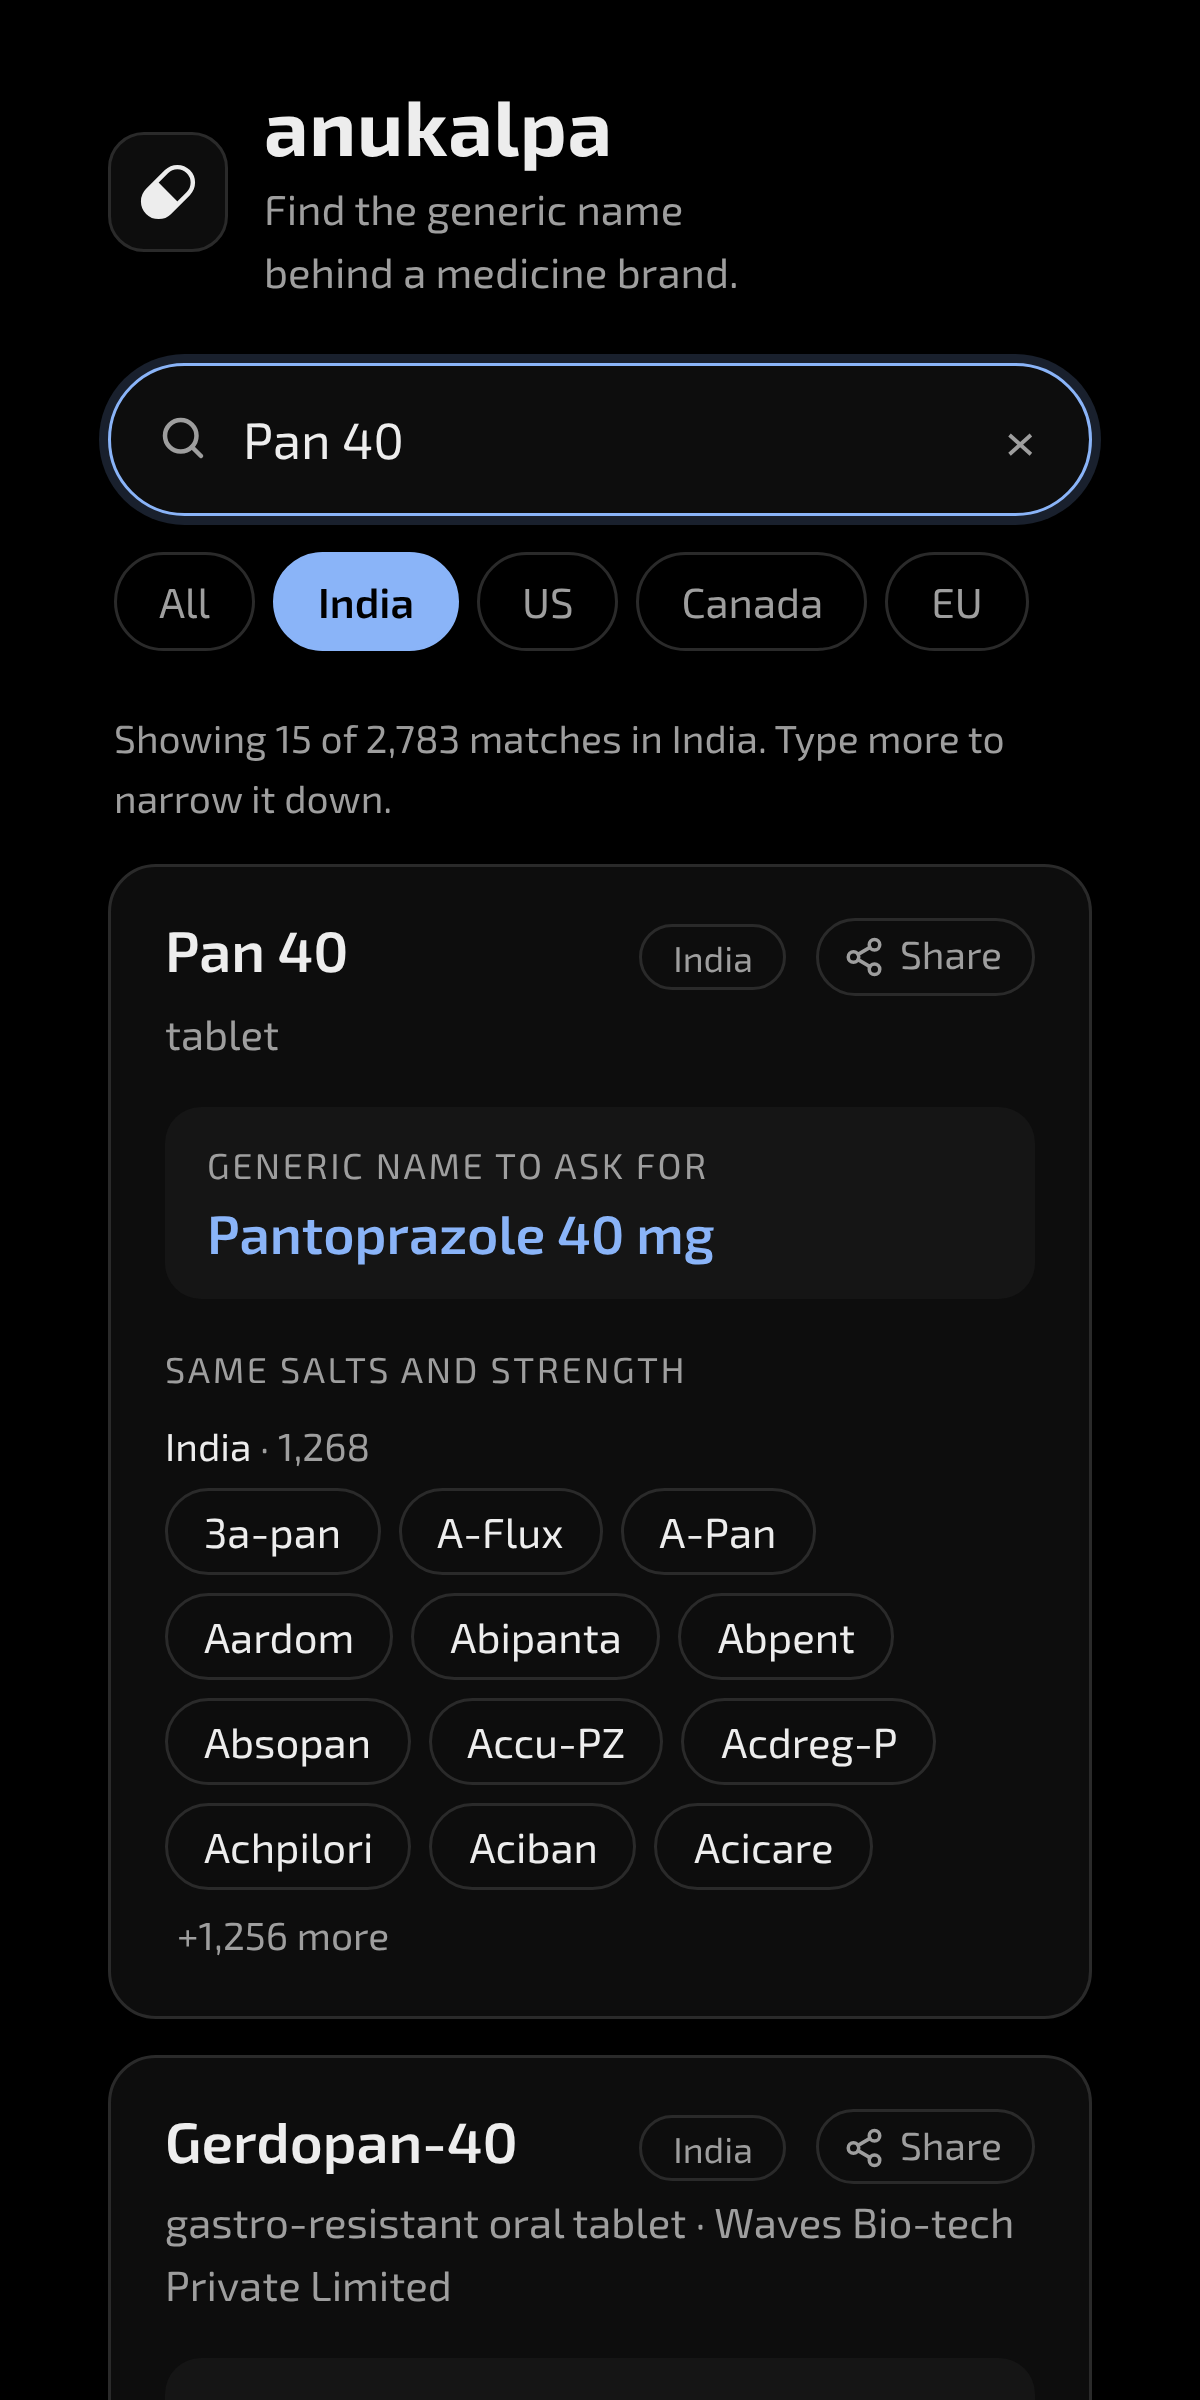 anukalpa
Find the generic name
behind a medicine brand.
Pan 40
×
All India US Canada EU
Showing 15 of 2,783 matches in India. Type more to
narrow it down.
Pan 40 India Share
tablet
GENERIC NAME TO ASK FOR
Pantoprazole 40 mg
SAME SALTS AND STRENGTH
India · 1,268
3a-pan A-Flux A-Pan
Aardom Abipanta Abpent
Absopan Accu-PZ Acdreg-P
Achpilori Aciban Acicare
+1,256 more
Gerdopan-40 India Share
gastro-resistant oral tablet · Waves Bio-tech
Private Limited